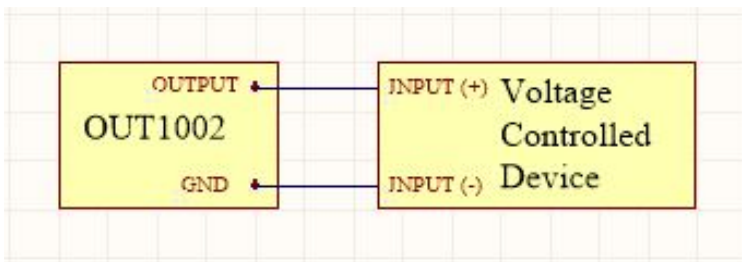 OUTPUT
OUT1002
GND
INPUT (+)
Voltage
Controlled
Device
INPUT (-)